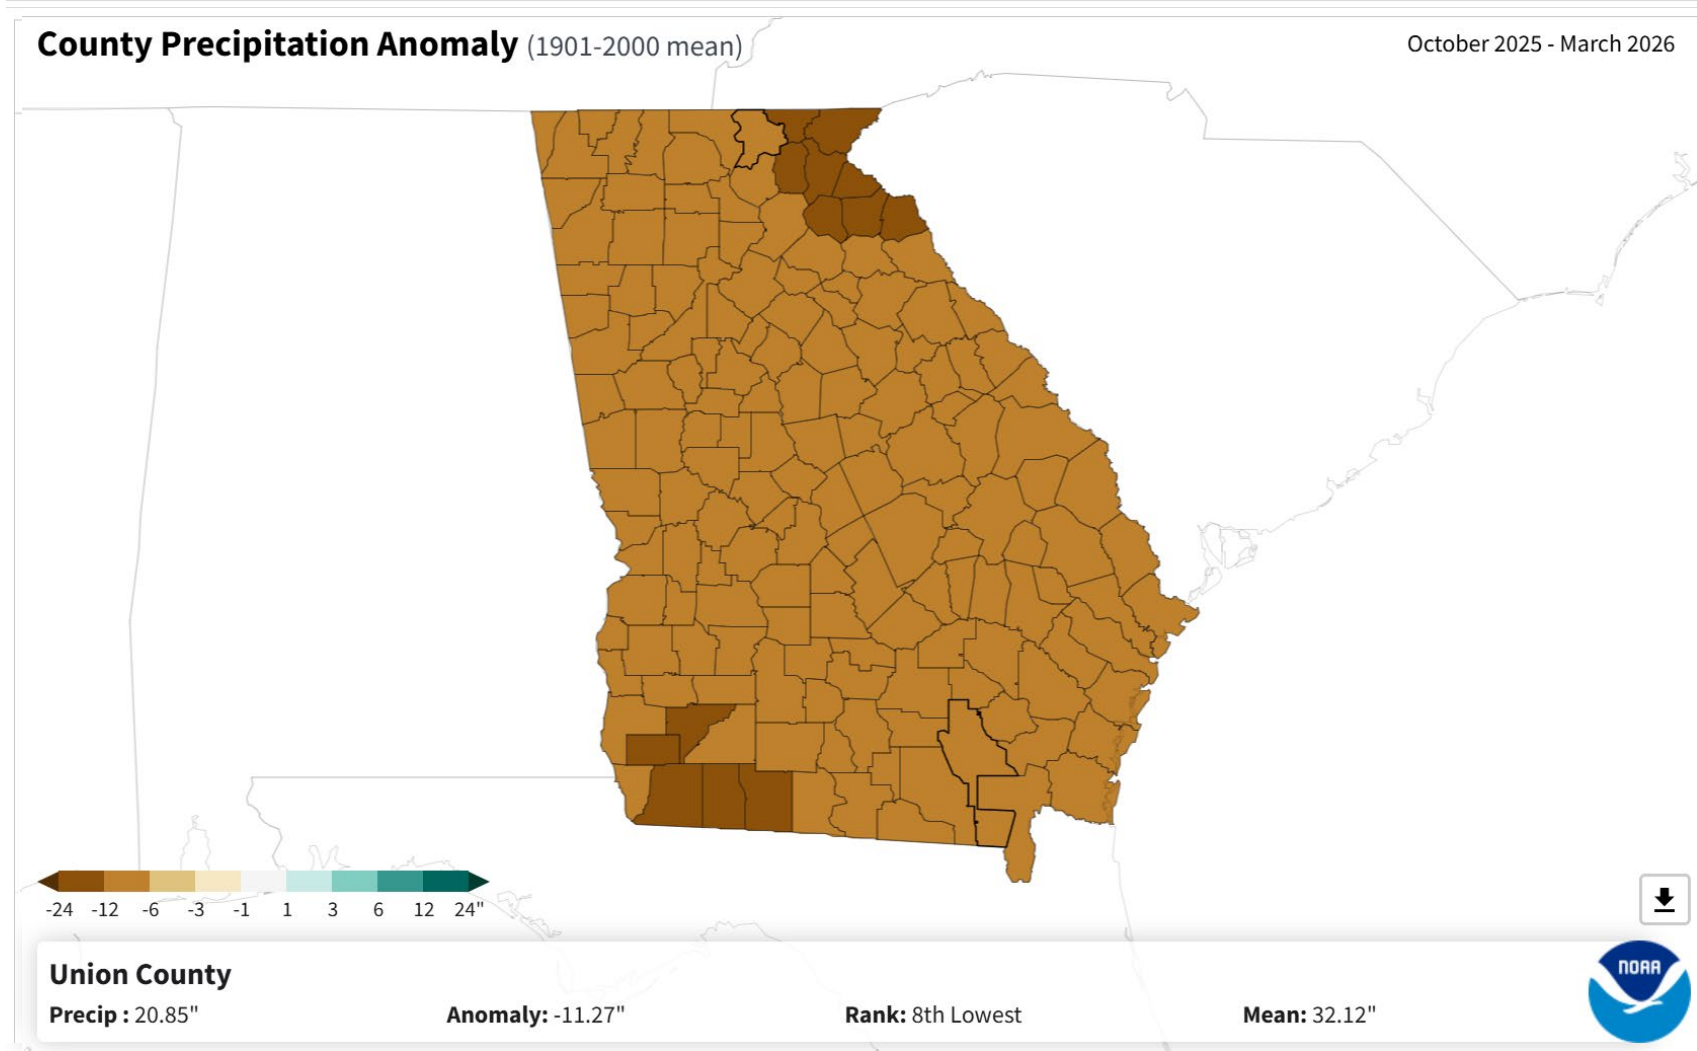 County Precipitation Anomaly (1901-2000 mean)
October 2025 - March 2026
-24 -12 -6 -3 -1 1 3 6 12 24"
Union County
Precip : 20.85" Anomaly: -11.27" Rank: 8th Lowest Mean: 32.12"
NOAA